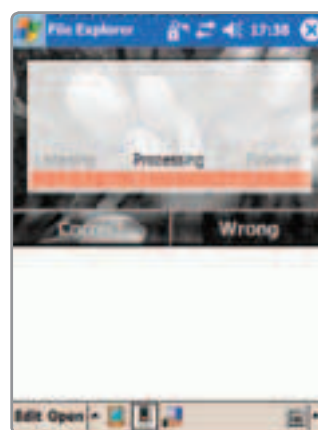 File Explorer 17:38
Listening Processing Finished
Correct Wrong
Edit Open